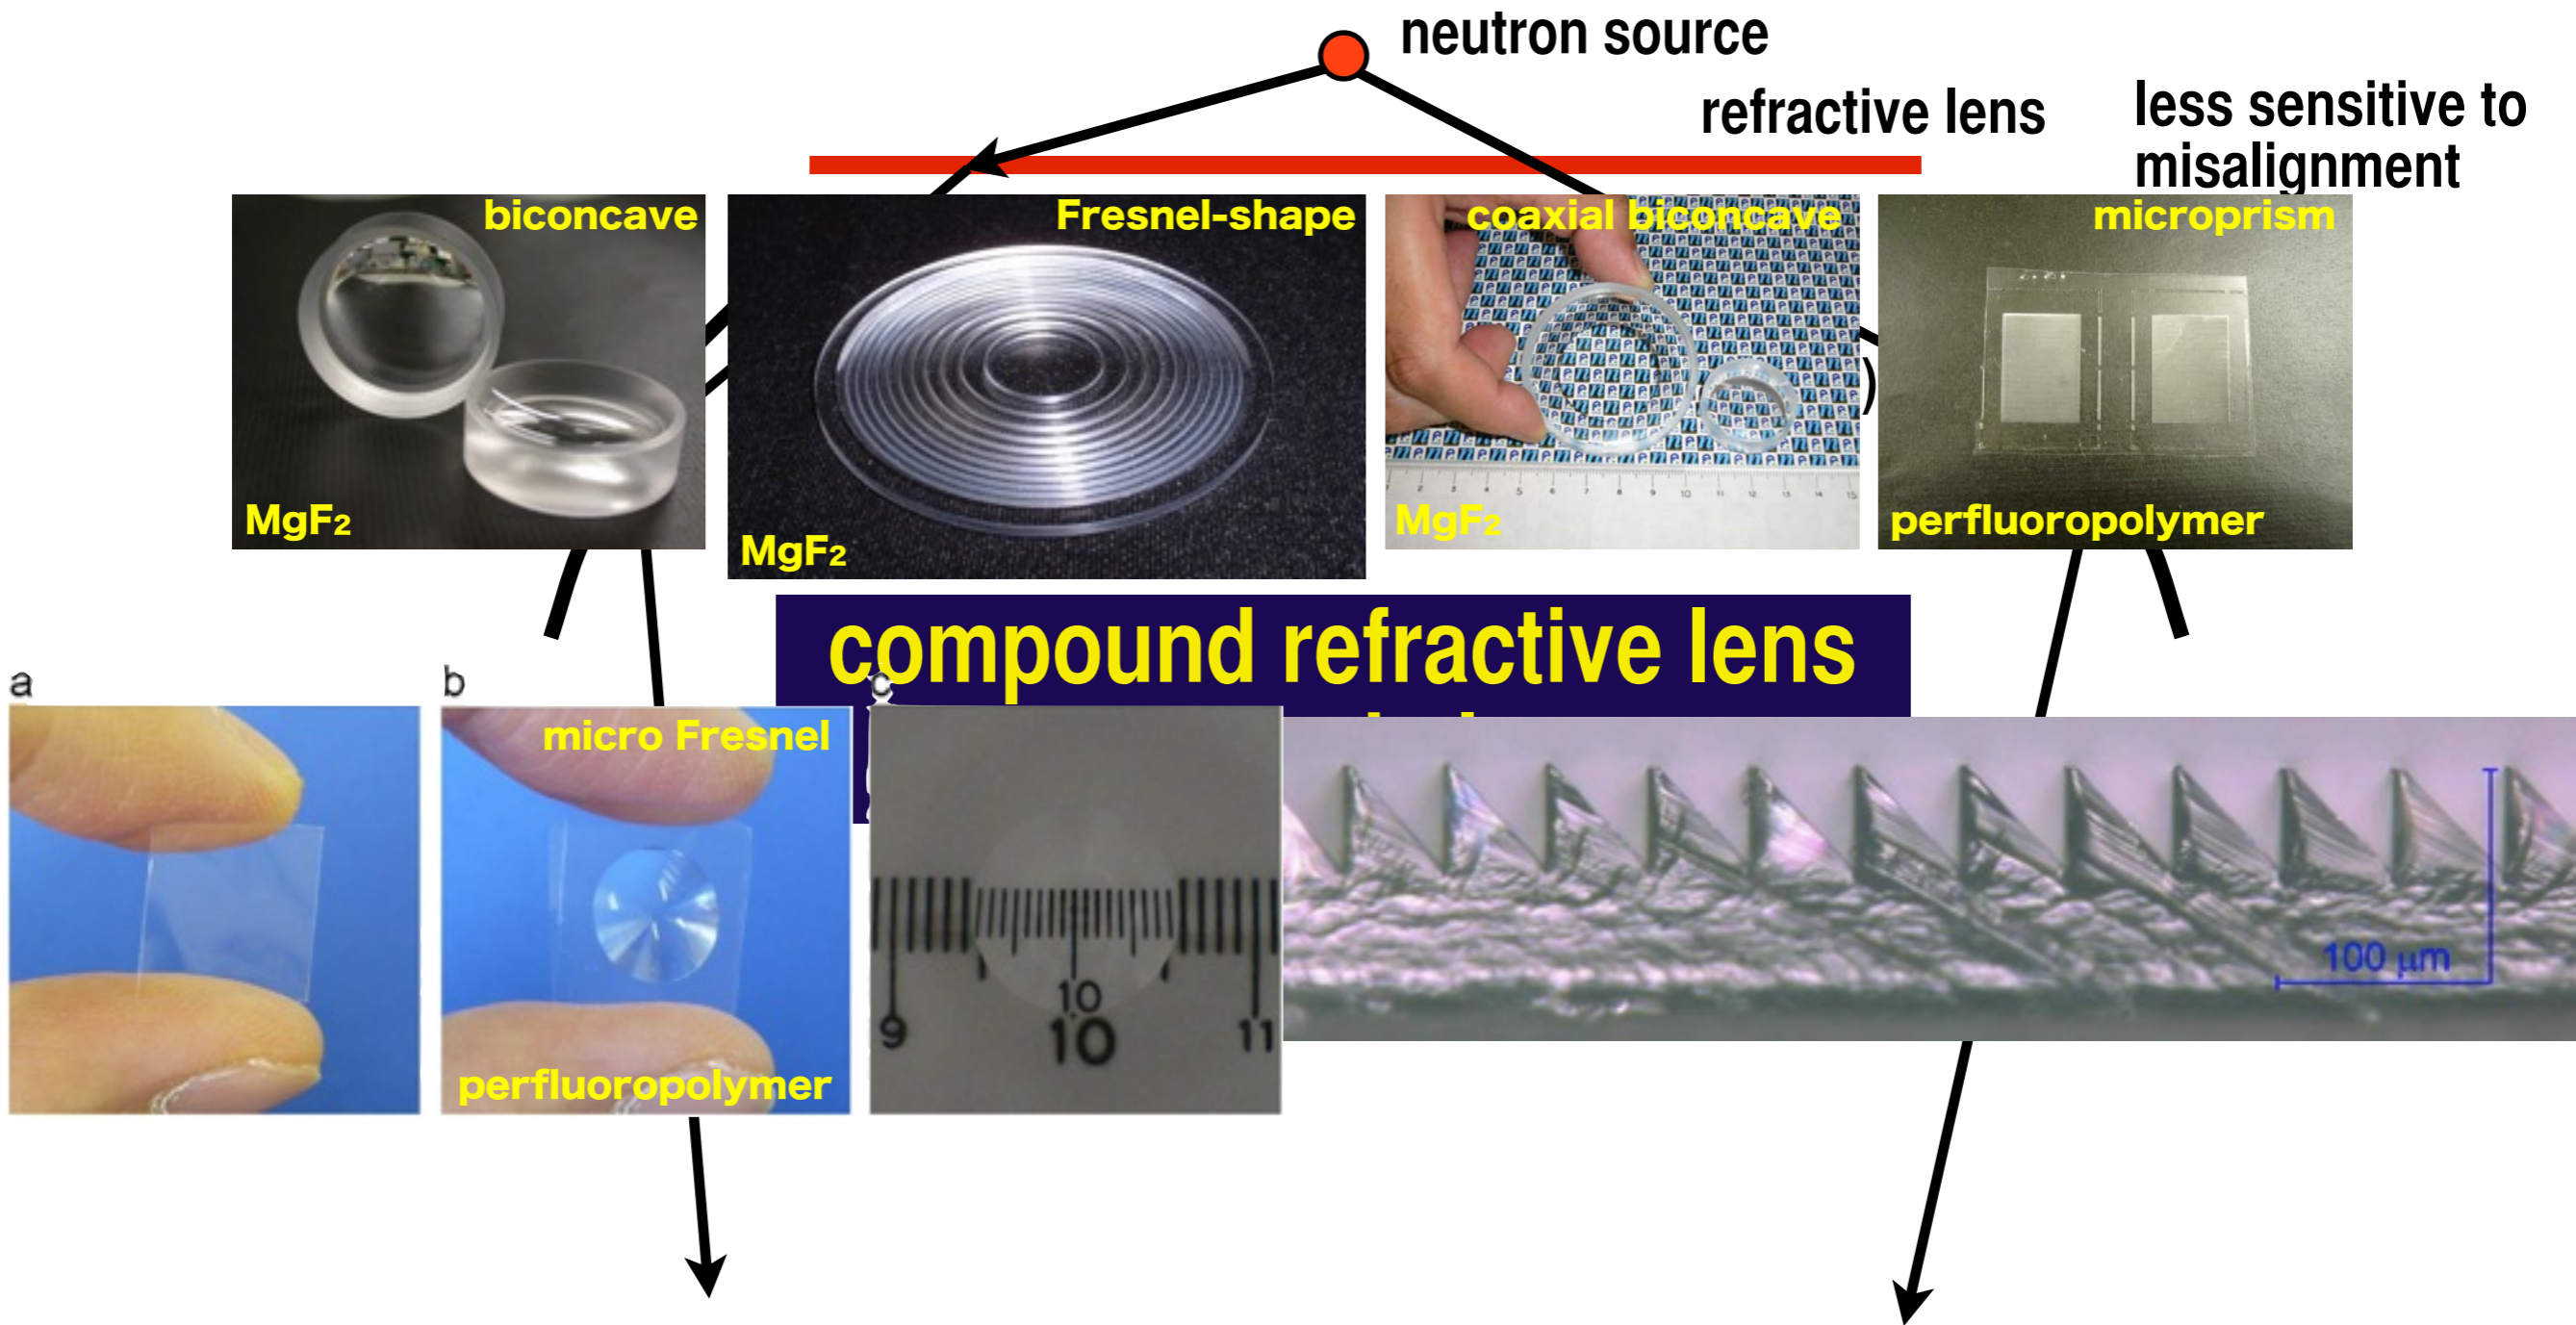 neutron source
refractive lens
less sensitive to
misalignment
biconcave
MgF₂
Fresnel-shape
MgF₂
coaxial biconcave
MgF₂
)
microprism
perfluoropolymer
compound refractive lens
a
b
c
micro Fresnel
perfluoropolymer
10
9 10 11
100 μm